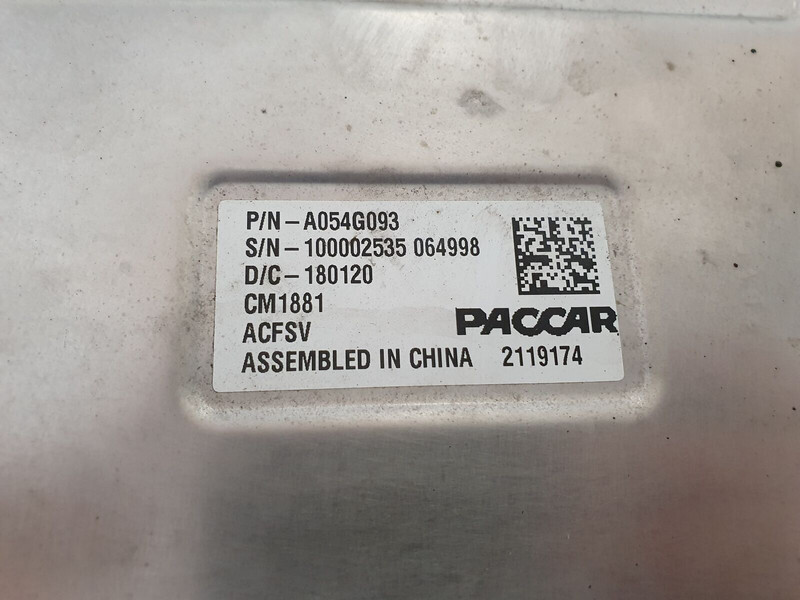 P/N-A054G093
S/N-100002535 064998
D/C-180120
CM1881
ACFSV
PACCAR
ASSEMBLED IN CHINA 2119174